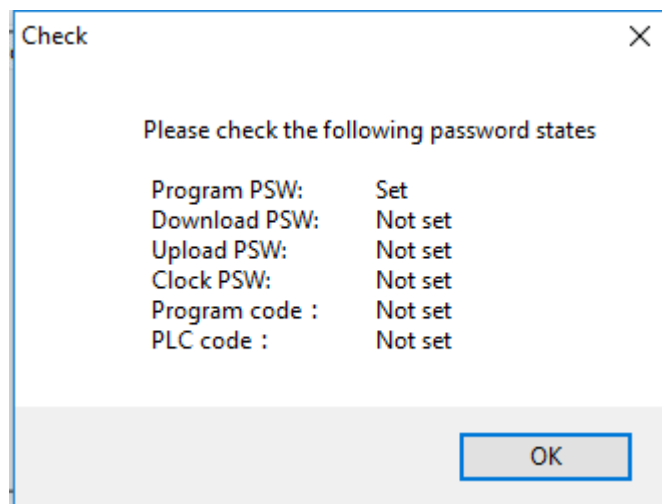 Check
Please check the following password states
Program PSW: Set
Download PSW: Not set
Upload PSW: Not set
Clock PSW: Not set
Program code： Not set
PLC code： Not set
OK